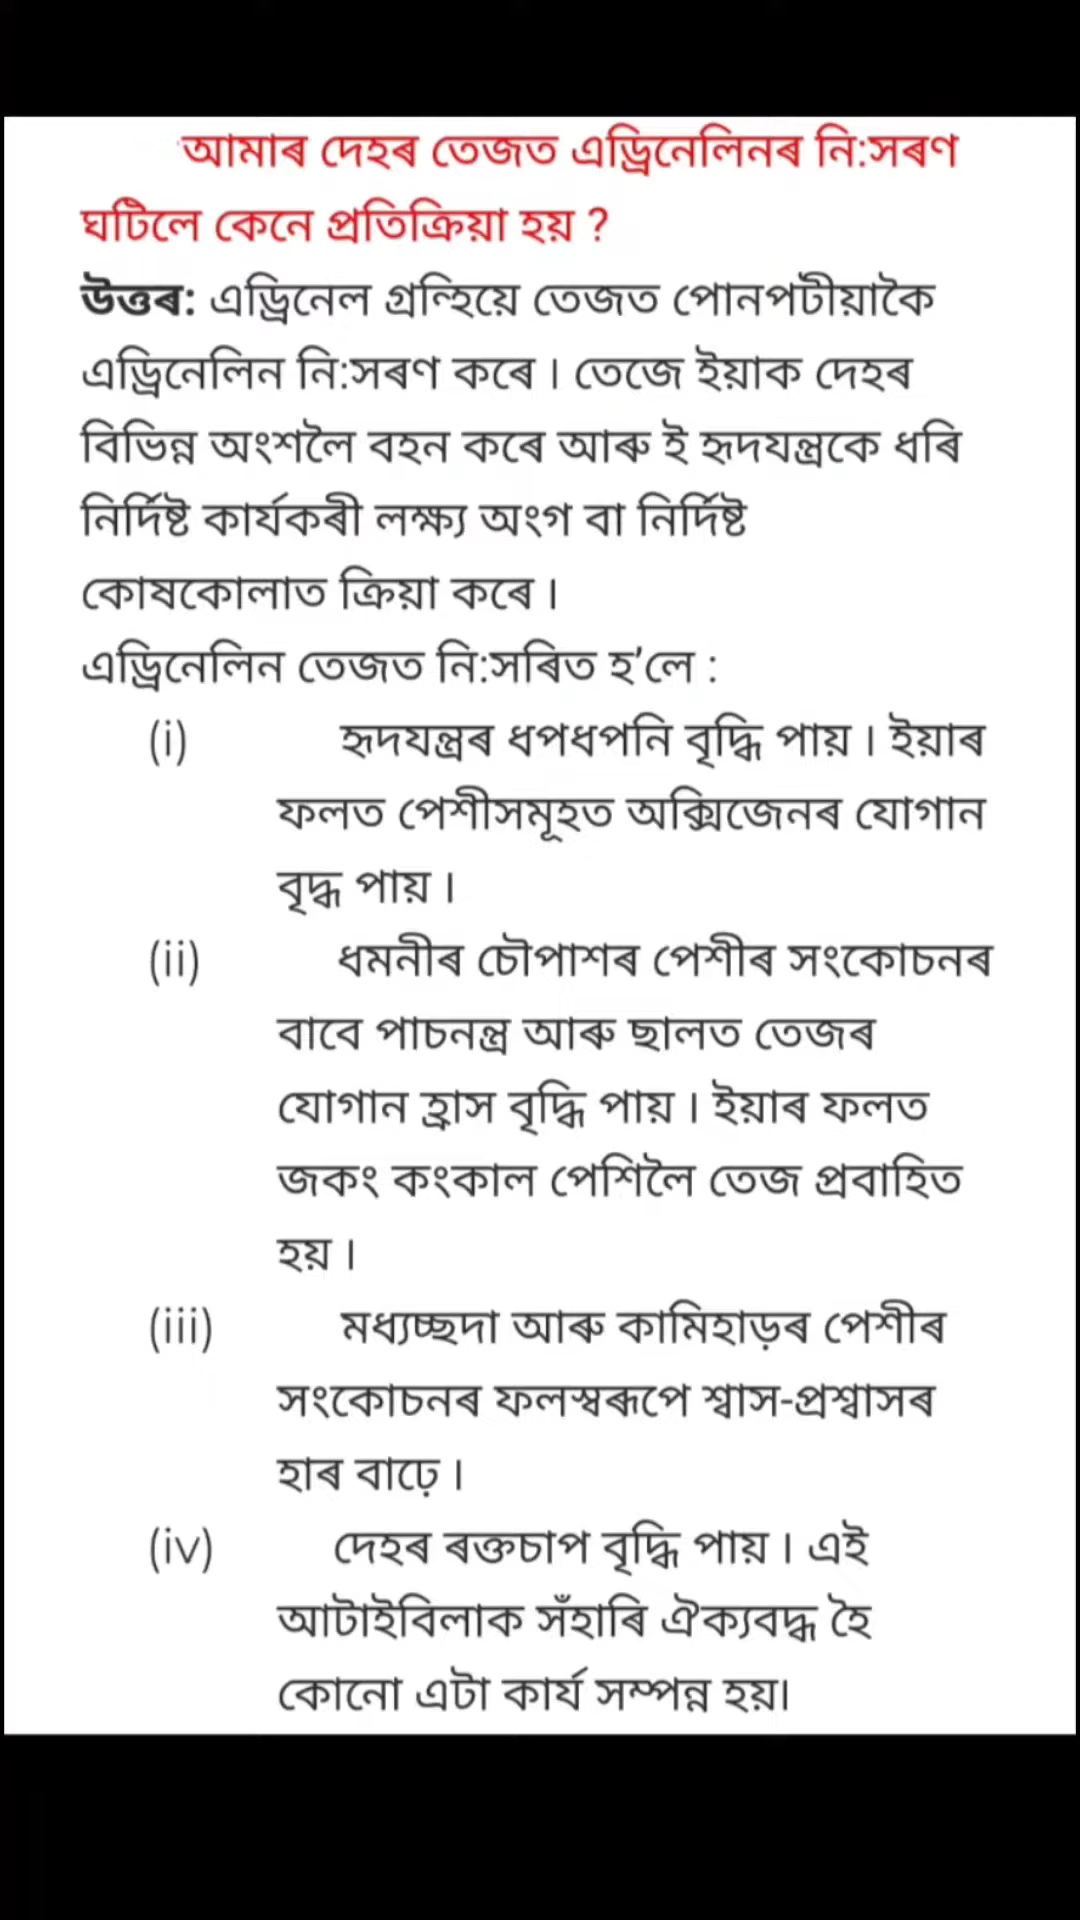 আমাৰ দেহৰ তেজত এড্ৰিনেলিনৰ নি:সৰণ
ঘটিলে কেনে প্ৰতিক্ৰিয়া হয় ?
উত্তৰ: এড্ৰিনেল গ্ৰন্হিয়ে তেজত পোনপটীয়াকৈ
এড্ৰিনেলিন নি:সৰণ কৰে । তেজে ইয়াক দেহৰ
বিভিন্ন অংশলৈ বহন কৰে আৰু ই হৃদযন্ত্ৰকে ধৰি
নিৰ্দিষ্ট কাৰ্যকৰী লক্ষ্য অংগ বা নিৰ্দিষ্ট
কোষকোলাত ক্ৰিয়া কৰে ।
এড্ৰিনেলিন তেজত নি:সৰিত হ’লে :
(i) হৃদযন্ত্ৰৰ ধপধপনি বৃদ্ধি পায় । ইয়াৰ
ফলত পেশীসমূহত অক্সিজেনৰ যোগান
বৃদ্ধ পায় ।
(ii) ধমনীৰ চৌপাশৰ পেশীৰ সংকোচনৰ
বাবে পাচনন্ত্ৰ আৰু ছালত তেজৰ
যোগান হ্ৰাস বৃদ্ধি পায় । ইয়াৰ ফলত
জকং কংকাল পেশিলৈ তেজ প্ৰবাহিত
হয় ।
(iii) মধ্যচ্ছদা আৰু কামিহাড়ৰ পেশীৰ
সংকোচনৰ ফলস্বৰূপে শ্বাস-প্ৰশ্বাসৰ
হাৰ বাঢ়ে ।
(iv) দেহৰ ৰক্তচাপ বৃদ্ধি পায় । এই
আটাইবিলাক সঁহাৰি ঐক্যবদ্ধ হৈ
কোনো এটা কাৰ্য সম্পন্ন হয়।